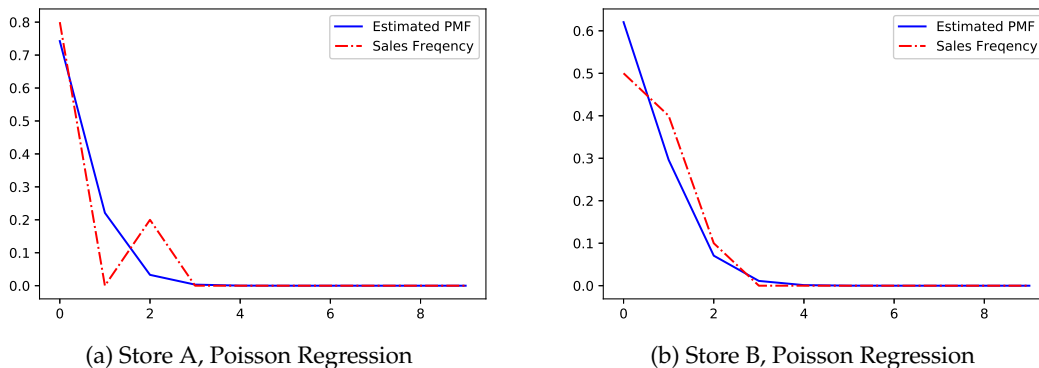 0.8
0.7
0.6
0.5
0.4
0.3
0.2
0.1
0.0
0 2 4 6 8
Estimated PMF
Sales Freqency
(a) Store A, Poisson Regression
0.6
0.5
0.4
0.3
0.2
0.1
0.0
0 2 4 6 8
Estimated PMF
Sales Freqency
(b) Store B, Poisson Regression